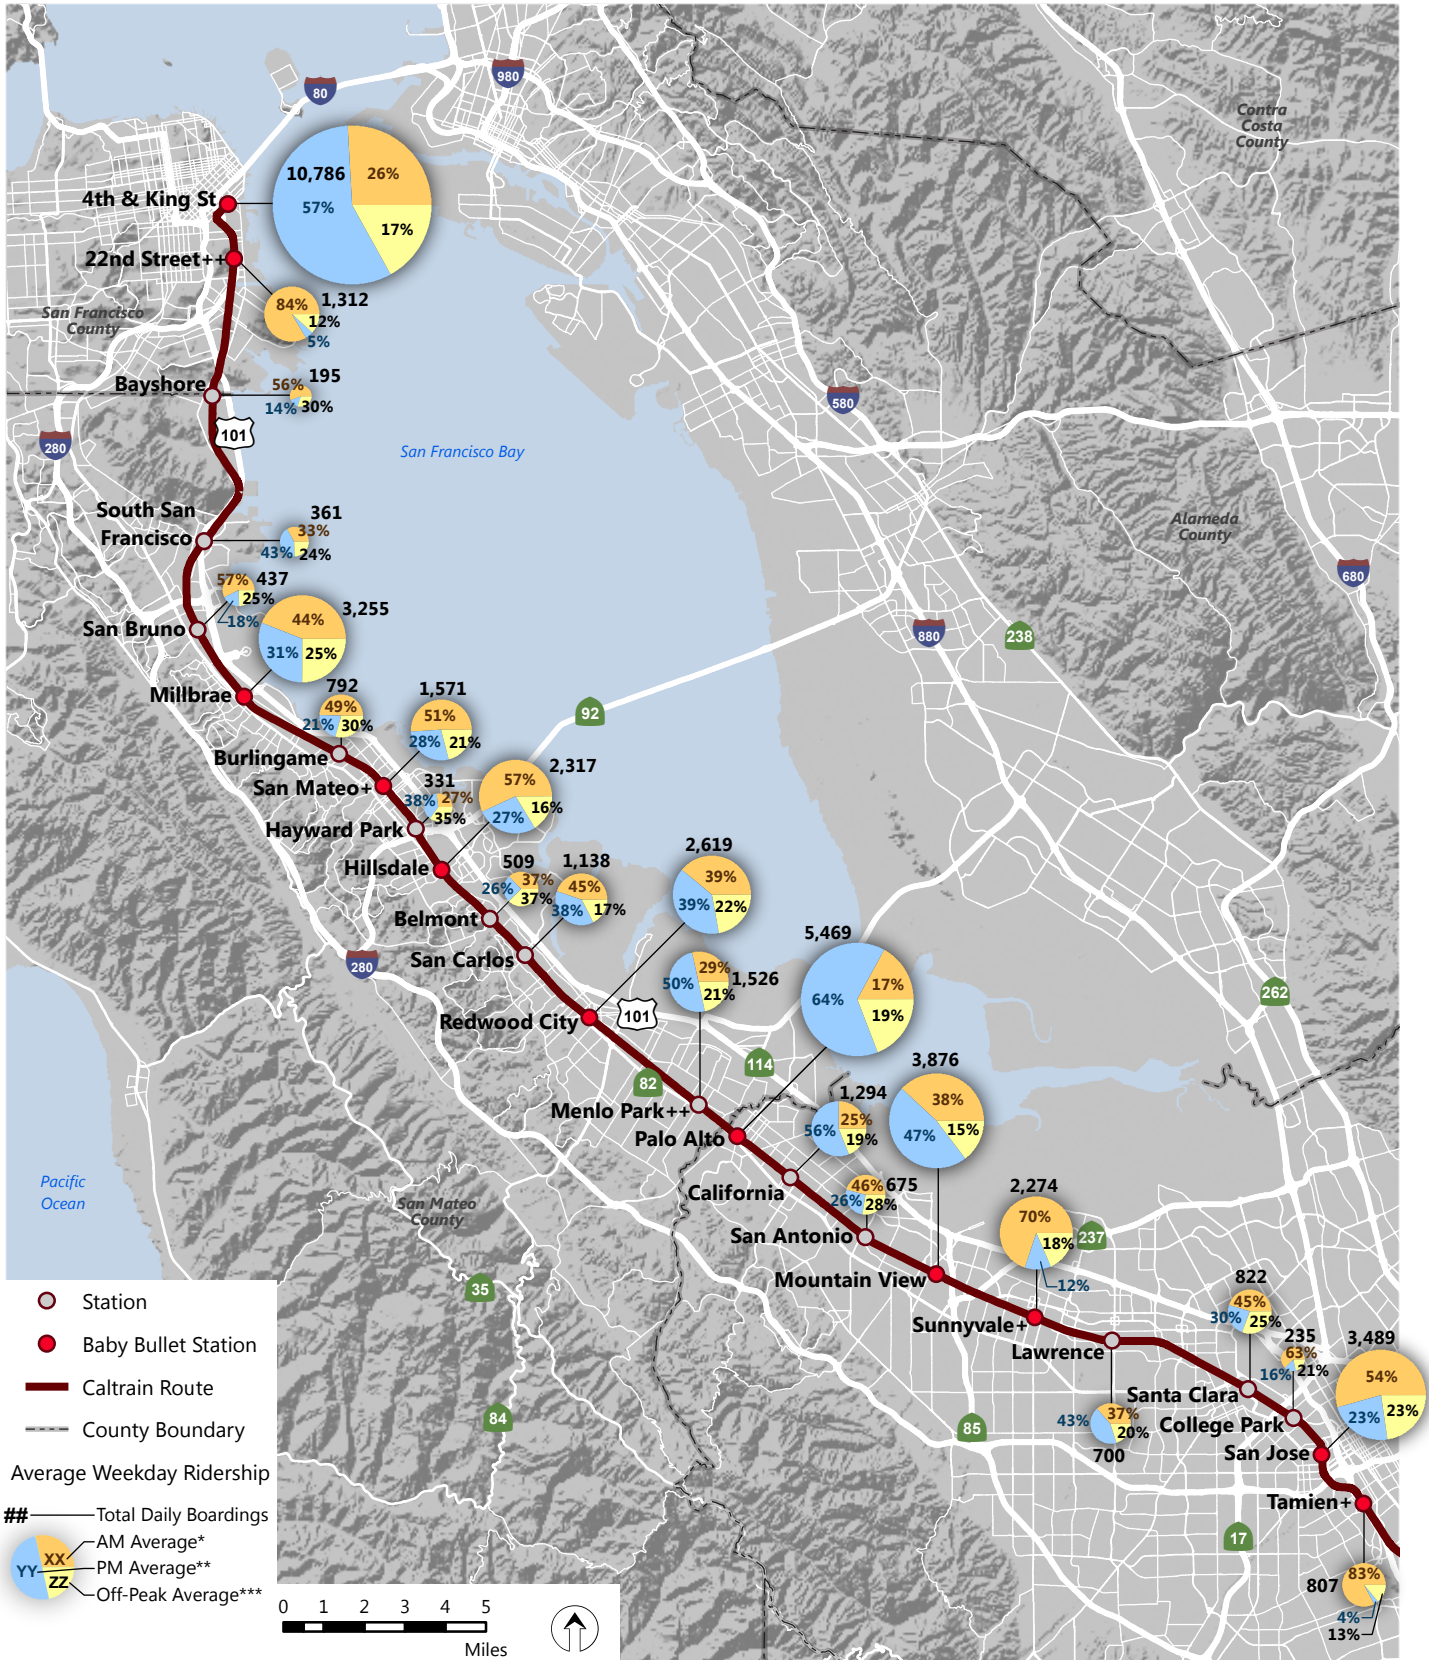 80
980
Contra
Costa
County
10,786
26%
57%
17%
4th & King St
22nd Street++
84%
1,312
12%
5%
San Francisco
County
Bayshore
56%
195
14%
30%
580
101
280
San Francisco Bay
South San
Francisco
361
33%
43%
24%
Alameda
County
680
57%
437
25%
18%
San Bruno
3,255
44%
31%
25%
880
238
Millbrae
792
49%
21%
30%
1,571
51%
28%
21%
92
Burlingame
San Mateo+
331
38%
27%
35%
2,317
57%
27%
16%
Hayward Park
Hillsdale
509
37%
26%
37%
1,138
45%
38%
17%
2,619
39%
39%
22%
Belmont
San Carlos
280
5,469
17%
64%
19%
29%
50%
1,526
21%
262
Redwood City
101
114
82
3,876
38%
47%
15%
Menlo Park++
Palo Alto
1,294
25%
56%
19%
Pacific
Ocean
San Mateo
County
California
46%
675
26%
28%
2,274
70%
18%
12%
237
San Antonio
Mountain View
35
822
45%
30%
25%
Sunnyvale+
Lawrence
235
63%
16%
21%
3,489
54%
23%
23%
Santa Clara
College Park
San Jose
43%
37%
20%
700
84
85
Tamien+
17
807
83%
4%
13%
Station
Baby Bullet Station
Caltrain Route
County Boundary
Average Weekday Ridership
## Total Daily Boardings
XX AM Average*
YY PM Average**
ZZ Off-Peak Average***
0 1 2 3 4 5
Miles